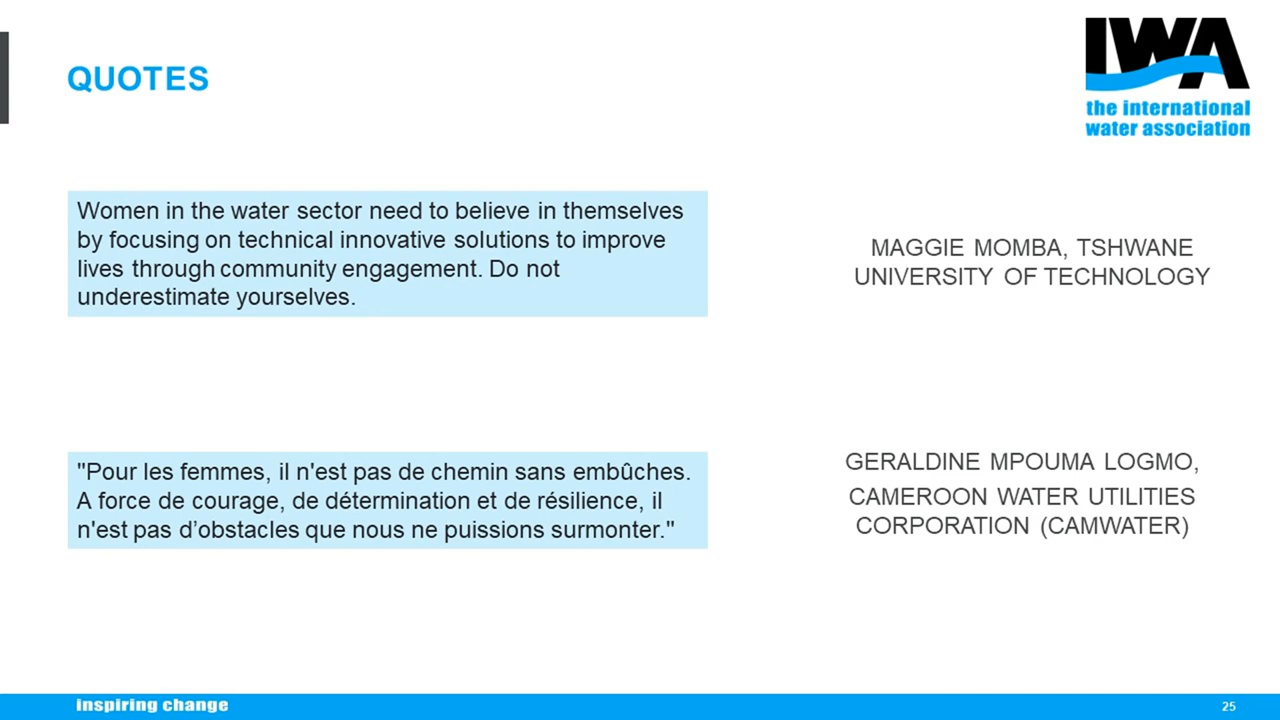 QUOTES
IWA
the international
water association
Women in the water sector need to believe in themselves
by focusing on technical innovative solutions to improve
lives through community engagement. Do not
underestimate yourselves.
MAGGIE MOMBA, TSHWANE
UNIVERSITY OF TECHNOLOGY
"Pour les femmes, il n'est pas de chemin sans embûches.
A force de courage, de détermination et de résilience, il
n'est pas d’obstacles que nous ne puissions surmonter."
GERALDINE MPOUMA LOGMO,
CAMEROON WATER UTILITIES
CORPORATION (CAMWATER)
inspiring change
25